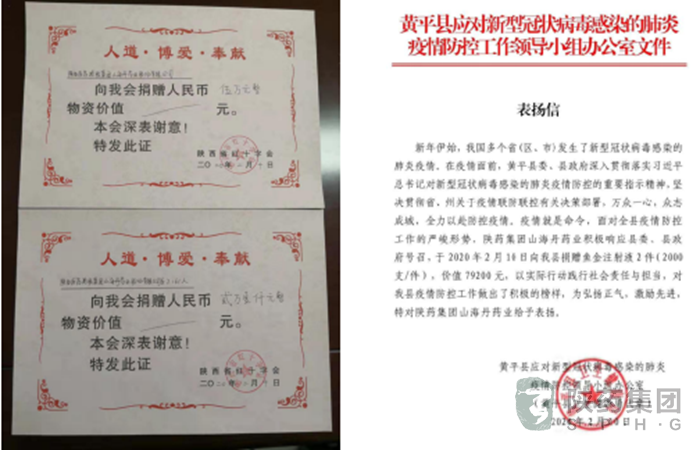 人道·博爱·奉献
向我会捐赠人民币 伍万元整
物资价值 元。
本会深表谢意！
特发此证
陕西省红十字会
人道·博爱·奉献
向我会捐赠人民币
物资价值 元。
本会深表谢意！
特发此证
陕西省红十字会
黄平县应对新型冠状病毒感染的肺炎
疫情防控工作领导小组办公室文件
表扬信
新年伊始，我国多个省（区、市）发生了新型冠状病毒感染的
肺炎疫情。在疫情面前，黄平县委、县政府深入贯彻落实习近平
总书记对新型冠状病毒感染的肺炎疫情防控的重要指示精神，坚
决贯彻省、州关于疫情联防联控有关决策部署。万众一心，众志
成城，全力以赴防控疫情。疫情就是命令，面对全县疫情防控
工作的严峻形势，陕药集团山海丹药业积极响应县委、县政
府号召，于2020年2月10日向我县捐赠鱼金注射液2件（2000
支/件），价值79200元，以实际行动践行社会责任与担当，对
我县疫情防控工作做出了积极的榜样，为弘扬正气，激励先进，
特对陕药集团山海丹药业给予表扬。
黄平县应对新型冠状病毒感染的肺炎
疫情防控领导小组办公室
陕药集团
SPHG